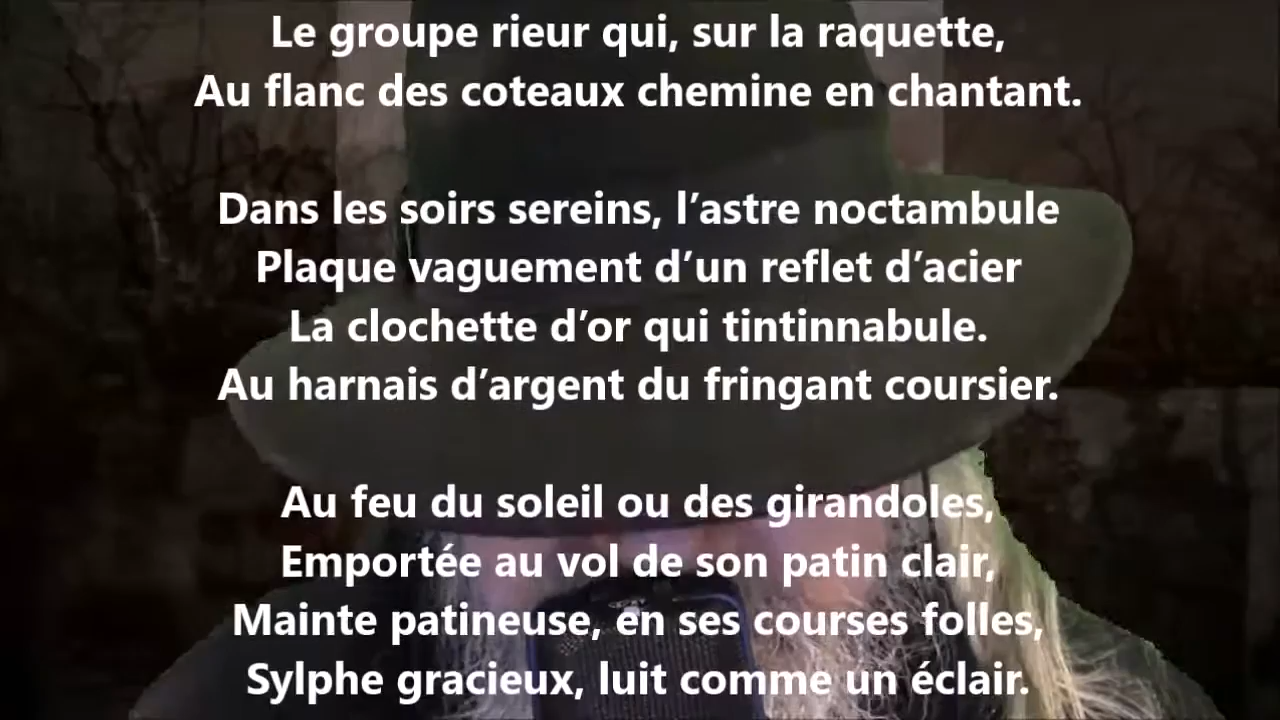 Le groupe rieur qui, sur la raquette,
Au flanc des coteaux chemine en chantant.
Dans les soirs sereins, l’astre noctambule
Plaque vaguement d’un reflet d’acier
La clochette d’or qui tintinnabule.
Au harnais d’argent du fringant coursier.
Au feu du soleil ou des girandoles,
Emportée au vol de son patin clair,
Mainte patineuse, en ses courses folles,
Sylphe gracieux, luit comme un éclair.